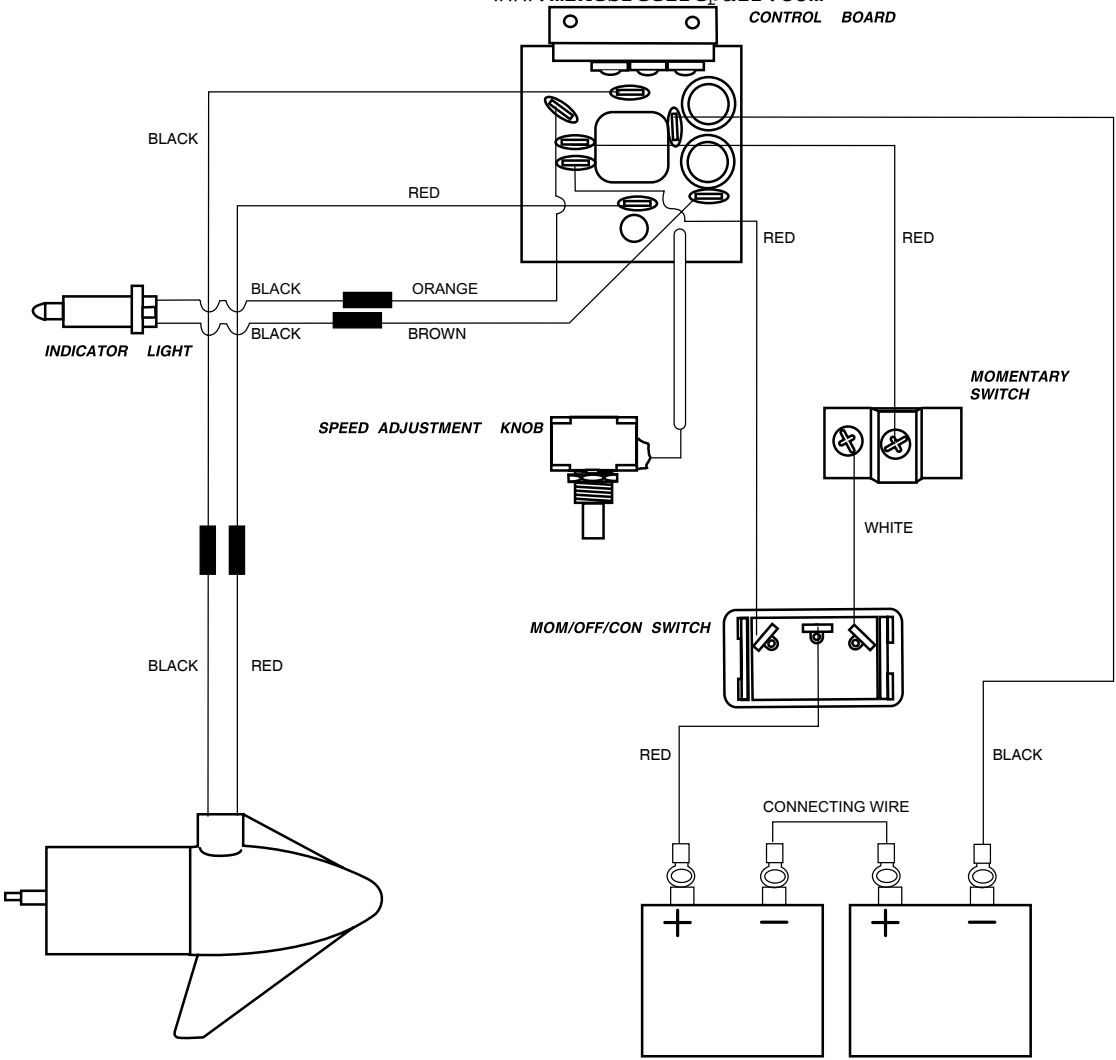 CONTROL BOARD
BLACK
RED
RED
RED
BLACK
ORANGE
BLACK
BROWN
INDICATOR LIGHT
MOMENTARY
SWITCH
SPEED ADJUSTMENT KNOB
WHITE
MOM/OFF/CON SWITCH
BLACK
RED
RED
BLACK
CONNECTING WIRE
+
−
+
−